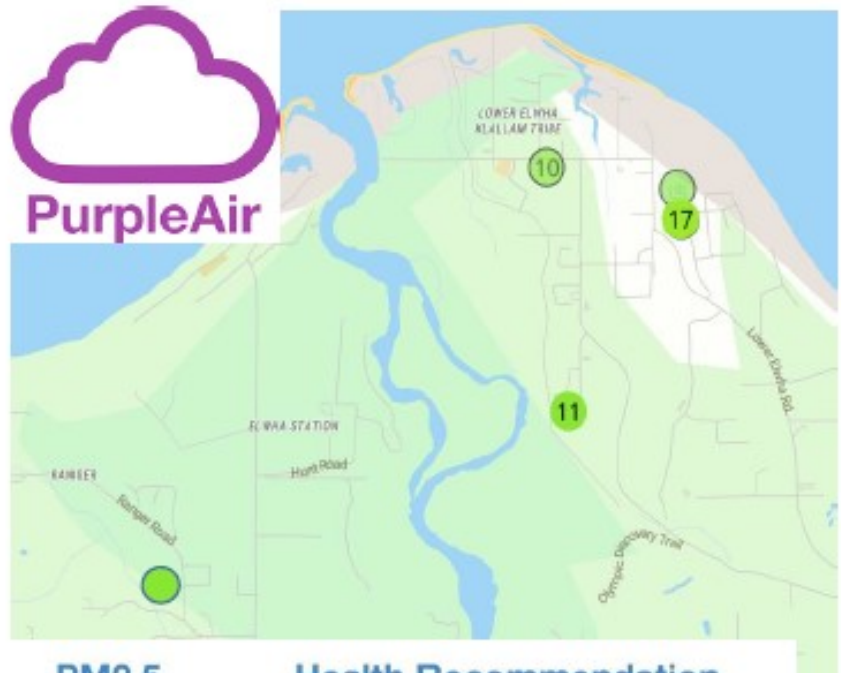 PurpleAir
LOWER ELWHA
KLALLAM TRIBE
10
17
Lower Elwha Rd.
11
ELWHA STATION
Hunt Road
RANGER
Ranger Road
Olympic Discovery Trail
PM2.5 Health Recommendation